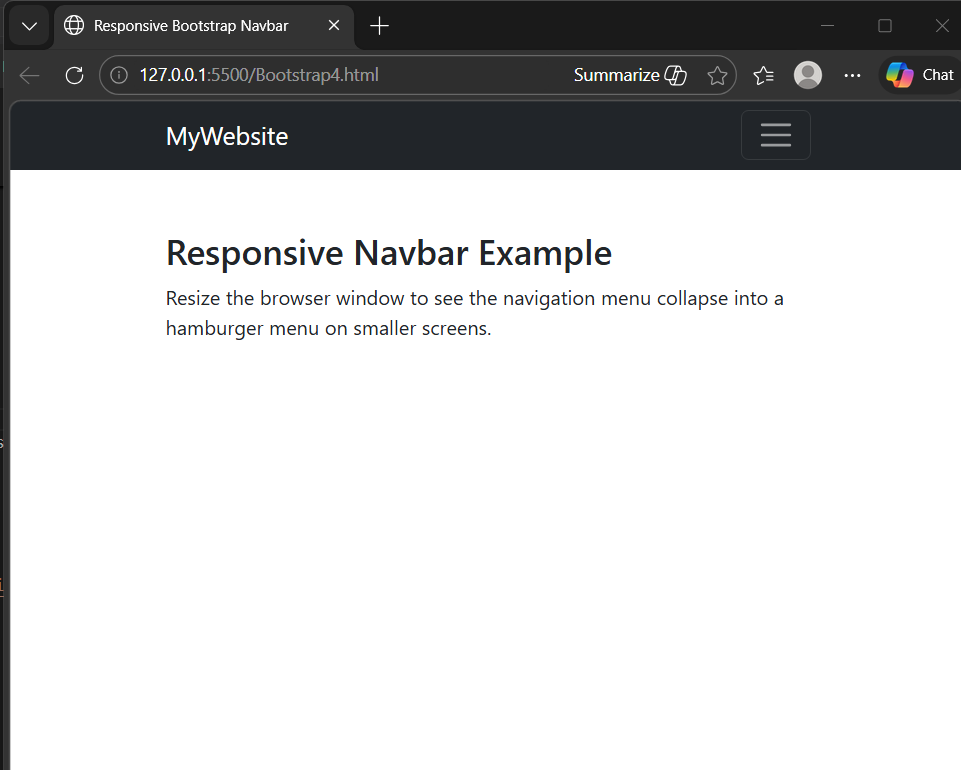 Responsive Bootstrap Navbar
127.0.0.1:5500/Bootstrap4.html Summarize Chat
MyWebsite
Responsive Navbar Example
Resize the browser window to see the navigation menu collapse into a
hamburger menu on smaller screens.